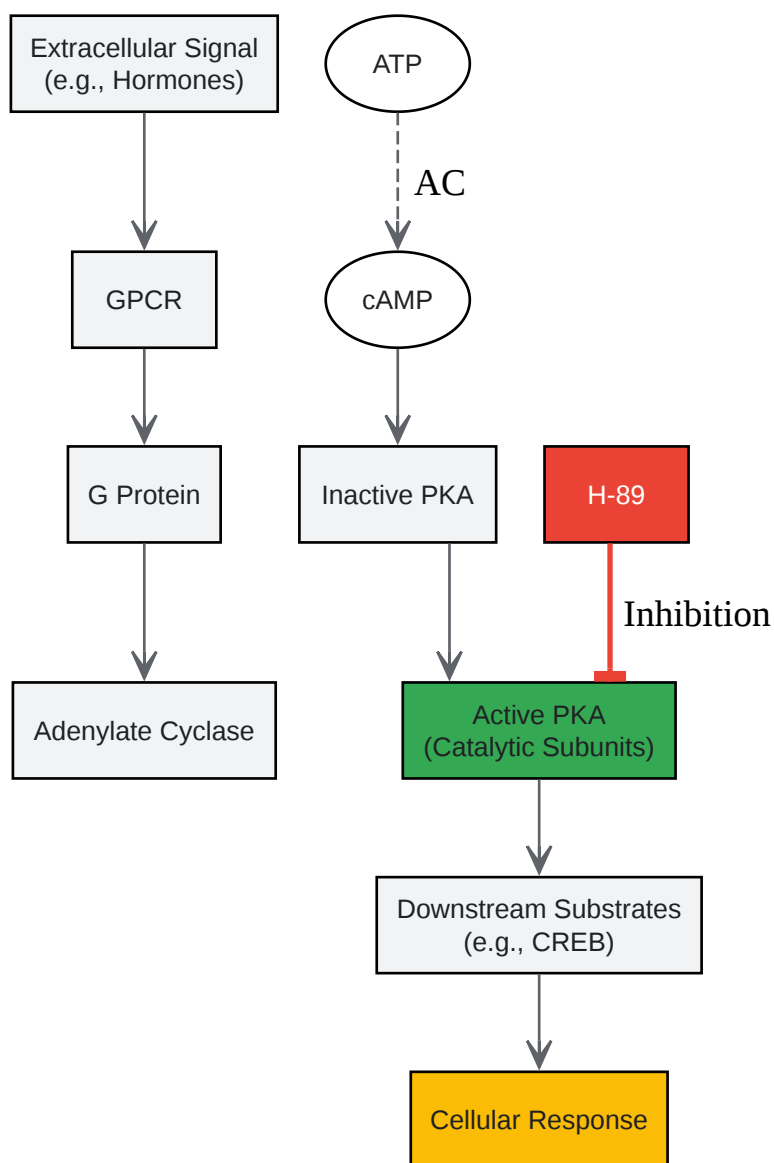 Extracellular Signal
(e.g., Hormones)
ATP
AC
GPCR
cAMP
G Protein
Inactive PKA
H-89
Inhibition
Adenylate Cyclase
Active PKA
(Catalytic Subunits)
Downstream Substrates
(e.g., CREB)
Cellular Response